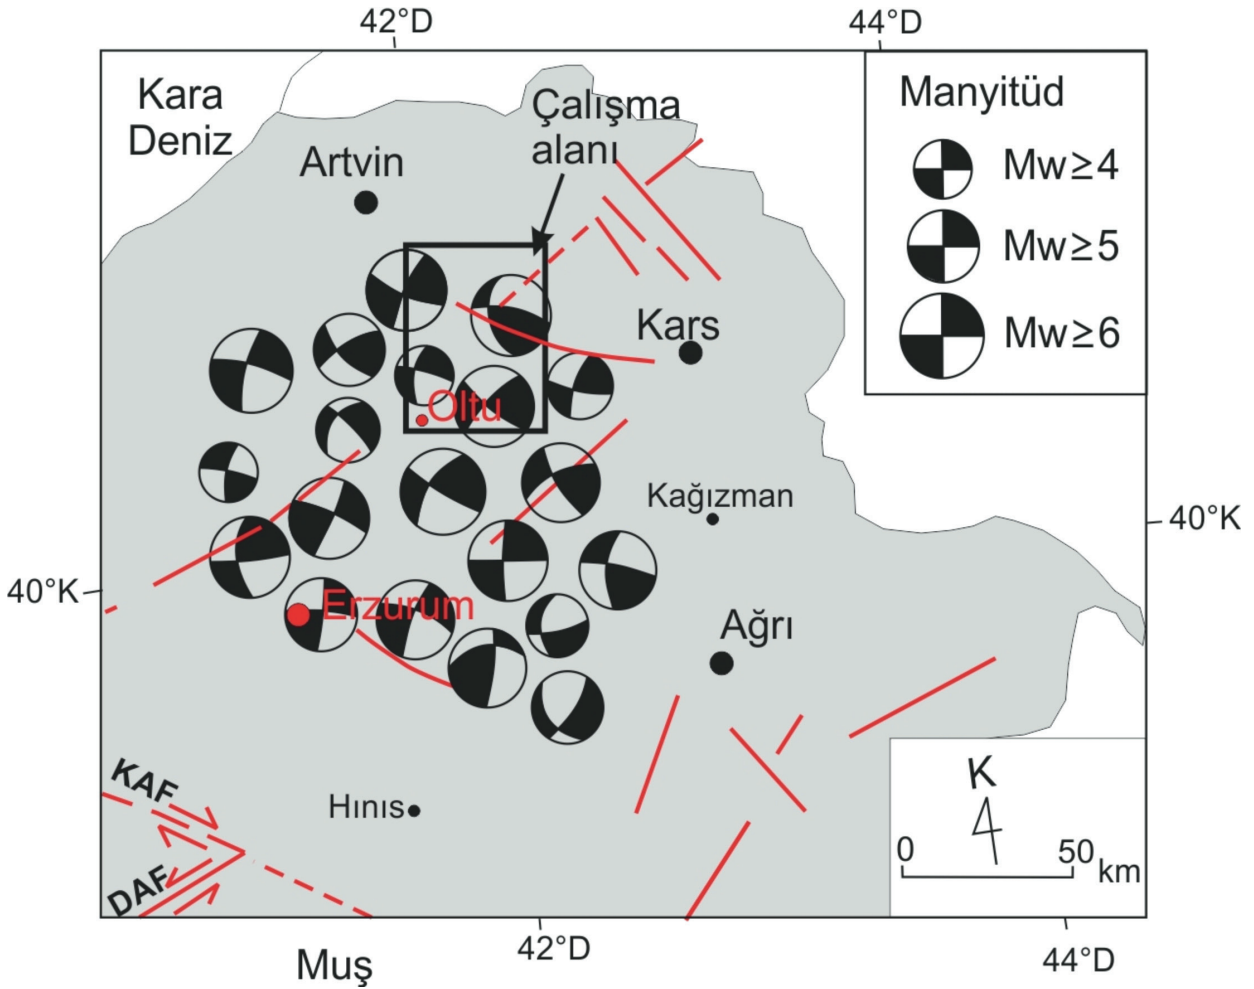 42°D
44°D
Kara
Deniz
Çalışma
alanı
Manyitüd
Mw≥4
Mw≥5
Mw≥6
Artvin
Kars
Oltu
Kağızman
40°K
40°K
Erzurum
Ağrı
KAF
Hınıs
DAF
K
0
50
km
42°D
44°D
Muş